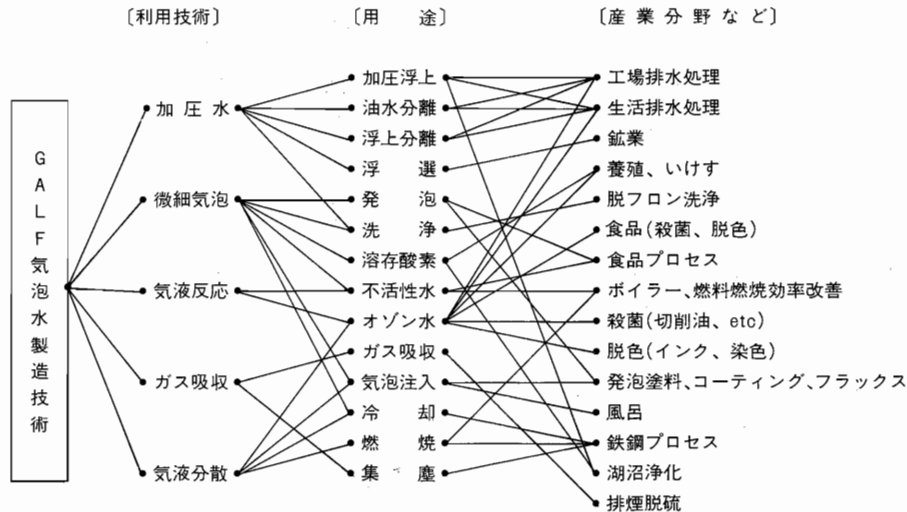 〔利用技術〕 〔用 途〕 〔産業分野など〕
GALF気泡水製造技術
加圧水
微細気泡
気液反応
ガス吸収
気液分散
加圧浮上
油水分離
浮上分離
浮 選
発 泡
洗 浄
溶存酸素
不活性水
オゾン水
ガス吸収
気泡注入
冷 却
燃 焼
集 塵
工場排水処理
生活排水処理
鉱業
養殖、いけす
脱フロン洗浄
食品(殺菌、脱色)
食品プロセス
ボイラー、燃料燃焼効率改善
殺菌(切削油、etc)
脱色(インク、染色)
発泡塗料、コーティング、フラックス
風呂
鉄鋼プロセス
湖沼浄化
排煙脱硫